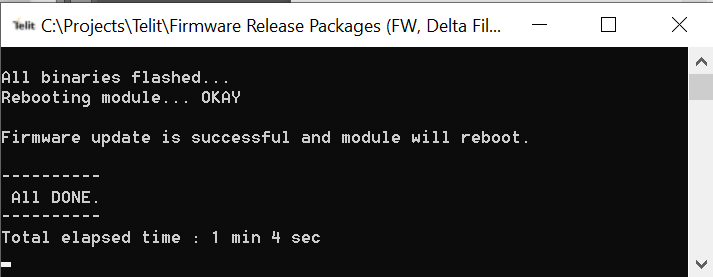 Telit C:\Projects\Telit\Firmware Release Packages (FW, Delta Fil...
All binaries flashed...
Rebooting module... OKAY
Firmware update is successful and module will reboot.
----------
All DONE.
----------
Total elapsed time : 1 min 4 sec